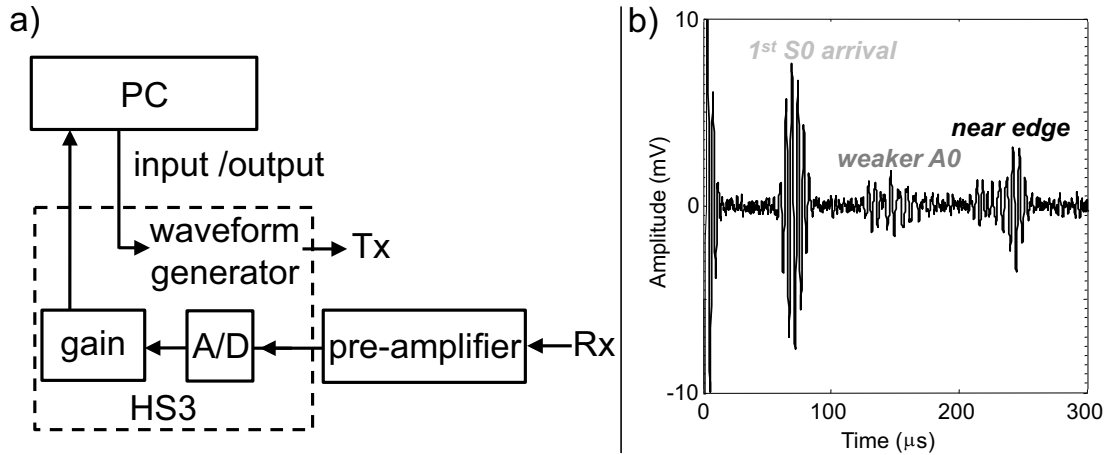 a)
PC
input /output
waveform
generator
Tx
gain
A/D
pre-amplifier
Rx
HS3
b)
10
1st S0 arrival
near edge
weaker A0
Amplitude (mV)
0
-10
0
100
200
300
Time (μs)